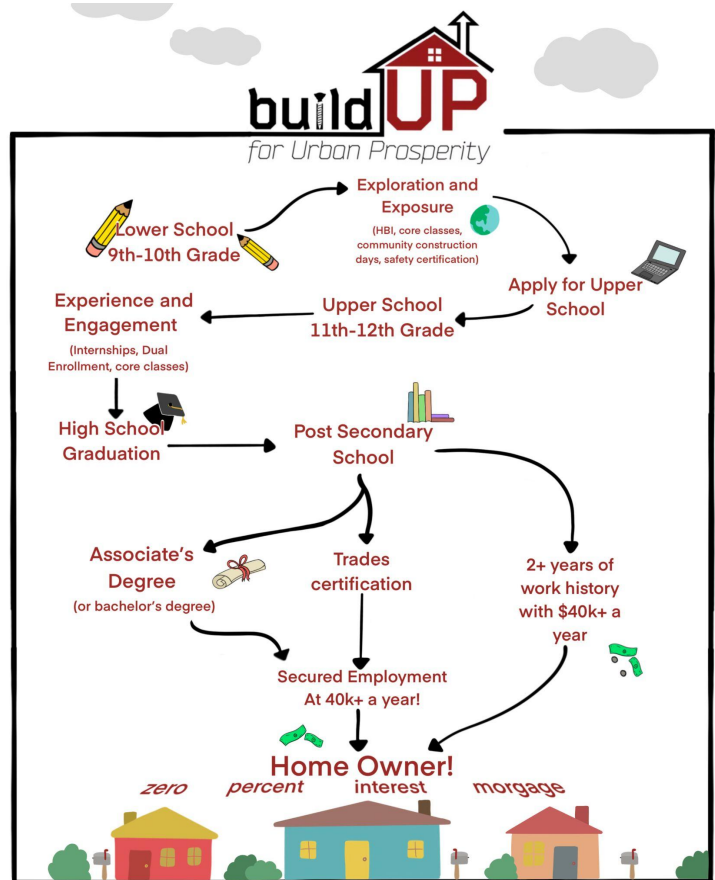 build UP
for Urban Prosperity
Exploration and
Exposure
(HBI, core classes,
community construction
days, safety certification)
Lower School
9th-10th Grade
Apply for Upper
School
Upper School
11th-12th Grade
Experience and
Engagement
(Internships, Dual
Enrollment, core classes)
High School
Graduation
Post Secondary
School
Associate's
Degree
(or bachelor's degree)
Trades
certification
2+ years of
work history
with $40k+ a
year
Secured Employment
At 40k+ a year!
Home Owner!
zero percent interest morgage